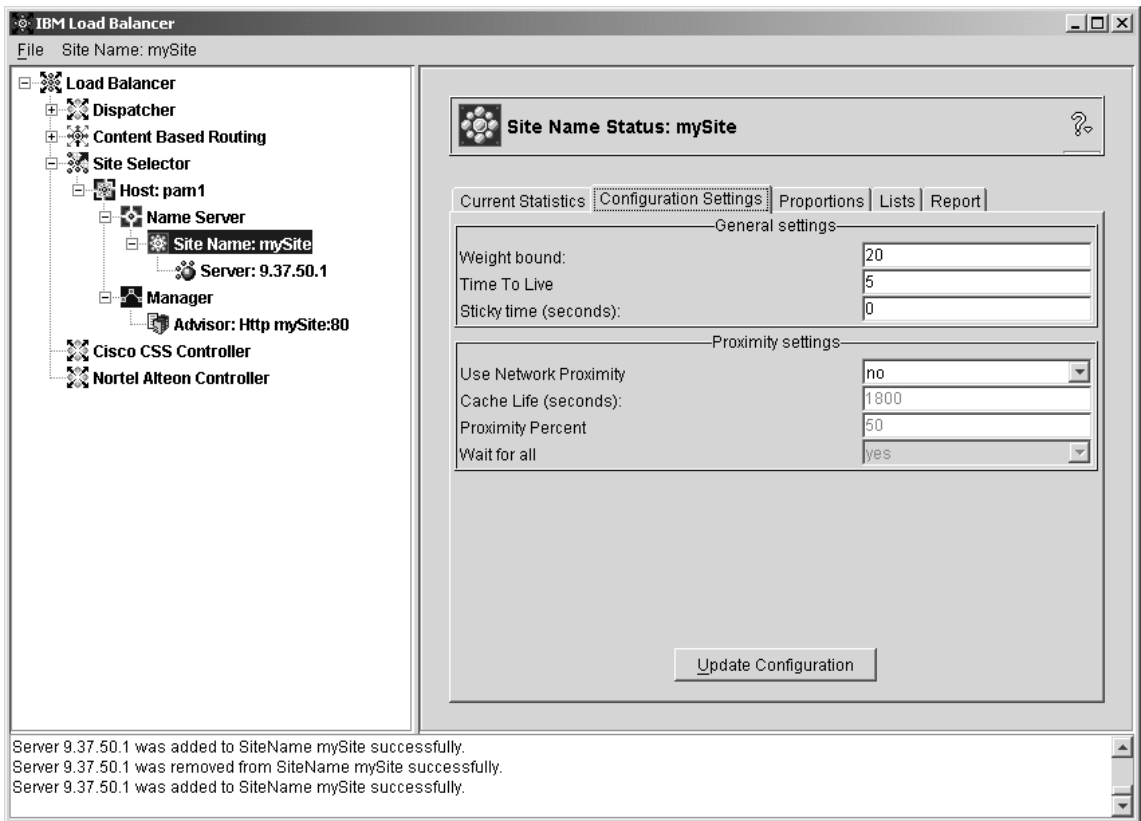 IBM Load Balancer
File Site Name: mySite
Load Balancer
Dispatcher
Content Based Routing
Site Selector
Host: pam1
Name Server
Site Name: mySite
Server: 9.37.50.1
Manager
Advisor: Http mySite:80
Cisco CSS Controller
Nortel Alteon Controller
Site Name Status: mySite
?
Current Statistics Configuration Settings Proportions Lists Report
General settings
Weight bound: 20
Time To Live 5
Sticky time (seconds): 0
Proximity settings
Use Network Proximity no
Cache Life (seconds): 1800
Proximity Percent 50
Wait for all yes
Update Configuration
Server 9.37.50.1 was added to SiteName mySite successfully.
Server 9.37.50.1 was removed from SiteName mySite successfully.
Server 9.37.50.1 was added to SiteName mySite successfully.